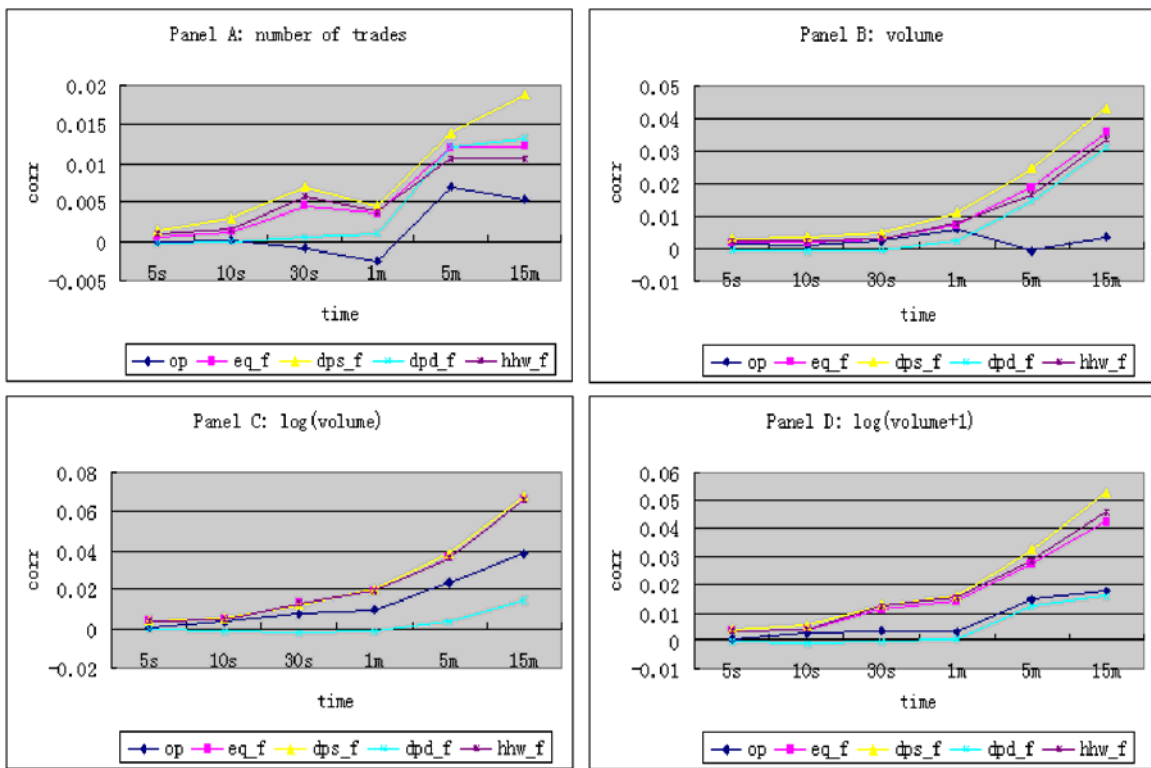 Panel A: number of trades
0.02
0.015
0.01
0.005
0
-0.005
corr
5s 10s 30s 1m 5m 15m
time
op eq_f dps_f dpd_f hhw_f
Panel B: volume
0.05
0.04
0.03
0.02
0.01
0
-0.01
corr
5s 10s 30s 1m 5m 15m
time
op eq_f dps_f dpd_f hhw_f
Panel C: log(volume)
0.08
0.06
0.04
0.02
0
-0.02
corr
5s 10s 30s 1m 5m 15m
time
op eq_f dps_f dpd_f hhw_f
Panel D: log(volume+1)
0.06
0.05
0.04
0.03
0.02
0.01
0
-0.01
corr
5s 10s 30s 1m 5m 15m
time
op eq_f dps_f dpd_f hhw_f